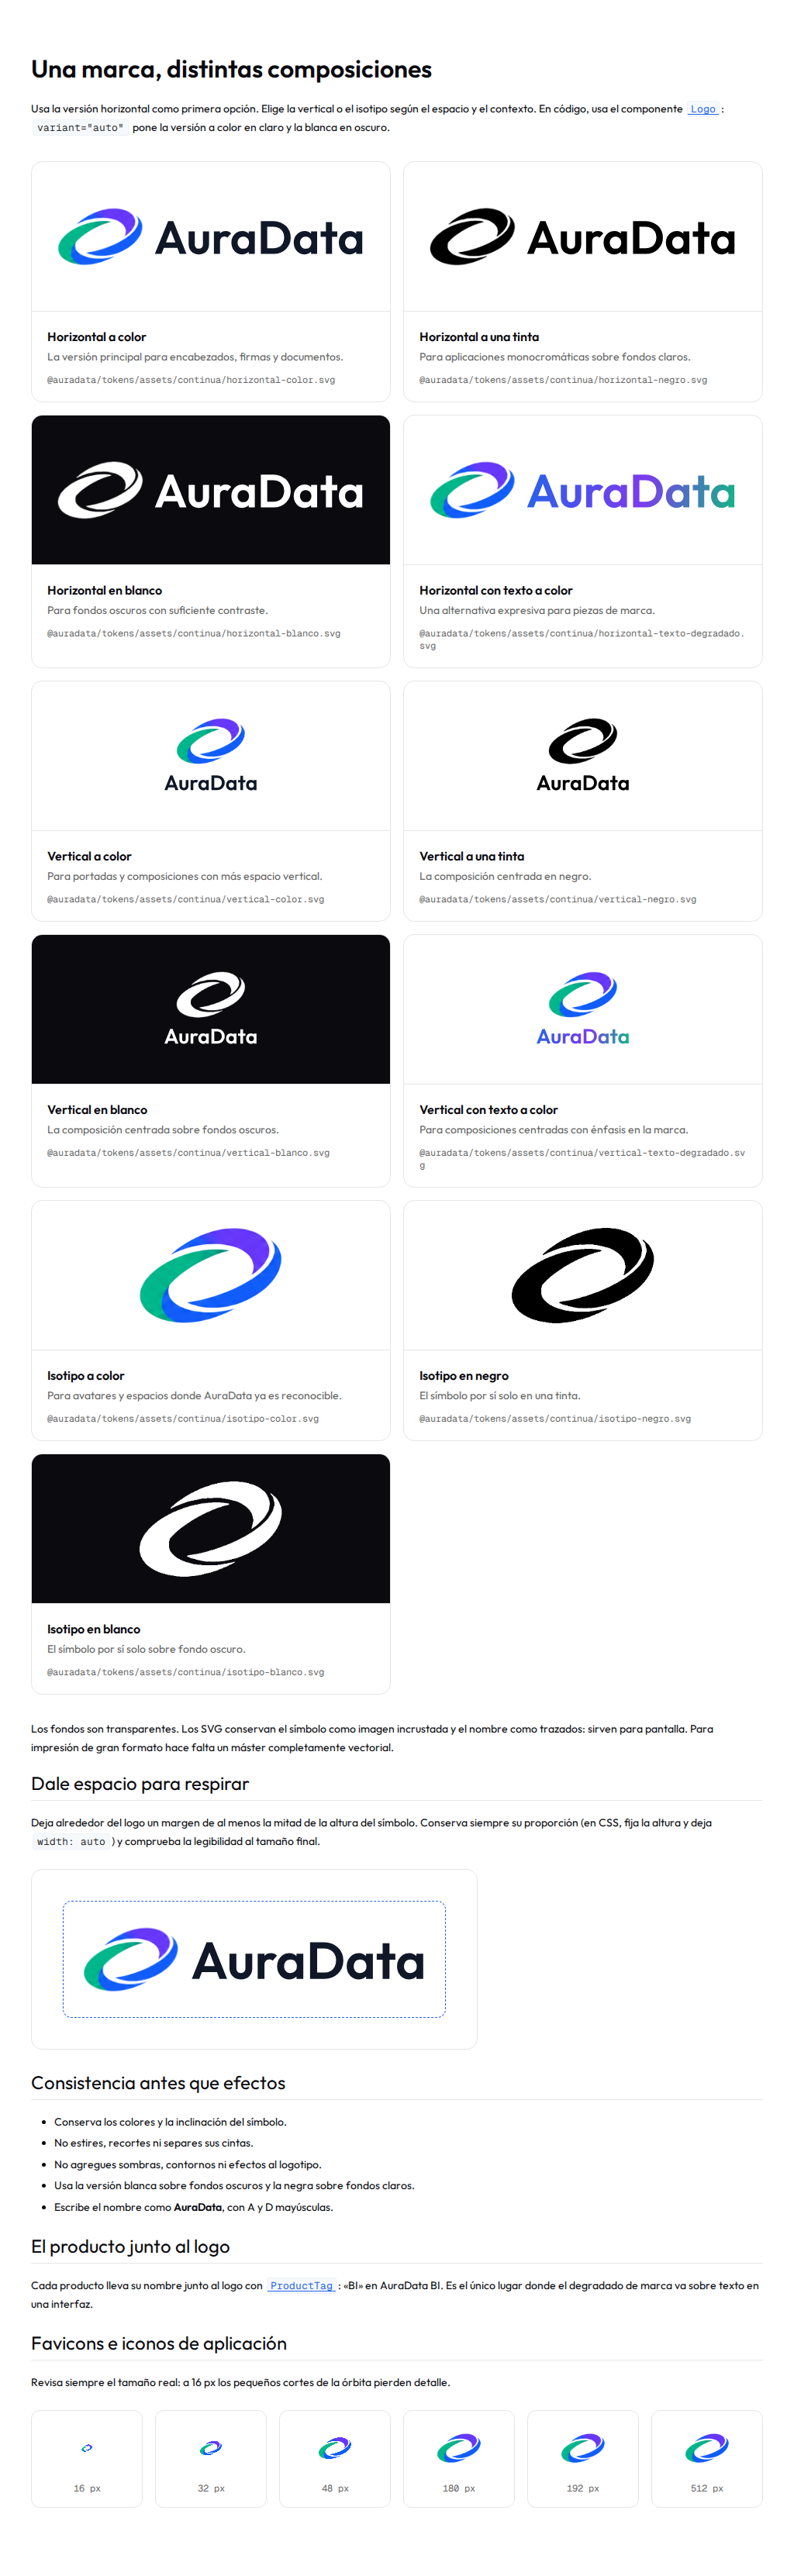 Una marca, distintas composiciones
Usa la versión horizontal como primera opción. Elige la vertical o el isotipo según el espacio y el contexto. En código, usa el componente Logo :
variant="auto" pone la versión a color en claro y la blanca en oscuro.
AuraData
AuraData
Horizontal a color
La versión principal para encabezados, firmas y documentos.
@auradata/tokens/assets/continua/horizontal-color.svg
Horizontal a una tinta
Para aplicaciones monocromáticas sobre fondos claros.
@auradata/tokens/assets/continua/horizontal-negro.svg
AuraData
AuraData
Horizontal en blanco
Para fondos oscuros con suficiente contraste.
@auradata/tokens/assets/continua/horizontal-blanco.svg
Horizontal con texto a color
Una alternativa expresiva para piezas de marca.
@auradata/tokens/assets/continua/horizontal-texto-degradado.
svg
AuraData
AuraData
Vertical a color
Para portadas y composiciones con más espacio vertical.
@auradata/tokens/assets/continua/vertical-color.svg
Vertical a una tinta
La composición centrada en negro.
@auradata/tokens/assets/continua/vertical-negro.svg
AuraData
AuraData
Vertical en blanco
La composición centrada sobre fondos oscuros.
@auradata/tokens/assets/continua/vertical-blanco.svg
Vertical con texto a color
Para composiciones centradas con énfasis en la marca.
@auradata/tokens/assets/continua/vertical-texto-degradado.sv
g
Isotipo a color
Para avatares y espacios donde AuraData ya es reconocible.
@auradata/tokens/assets/continua/isotipo-color.svg
Isotipo en negro
El símbolo por sí solo en una tinta.
@auradata/tokens/assets/continua/isotipo-negro.svg
Isotipo en blanco
El símbolo por sí solo sobre fondo oscuro.
@auradata/tokens/assets/continua/isotipo-blanco.svg
Los fondos son transparentes. Los SVG conservan el símbolo como imagen incrustada y el nombre como trazados: sirven para pantalla. Para
impresión de gran formato hace falta un máster completamente vectorial.
Dale espacio para respirar
Deja alrededor del logo un margen de al menos la mitad de la altura del símbolo. Conserva siempre su proporción (en CSS, fija la altura y deja
width: auto ) y comprueba la legibilidad al tamaño final.
AuraData
Consistencia antes que efectos
• Conserva los colores y la inclinación del símbolo.
• No estires, recortes ni separes sus cintas.
• No agregues sombras, contornos ni efectos al logotipo.
• Usa la versión blanca sobre fondos oscuros y la negra sobre fondos claros.
• Escribe el nombre como AuraData, con A y D mayúsculas.
El producto junto al logo
Cada producto lleva su nombre junto al logo con ProductTag : «BI» en AuraData BI. Es el único lugar donde el degradado de marca va sobre texto en
una interfaz.
Favicons e iconos de aplicación
Revisa siempre el tamaño real: a 16 px los pequeños cortes de la órbita pierden detalle.
16 px
32 px
48 px
180 px
192 px
512 px